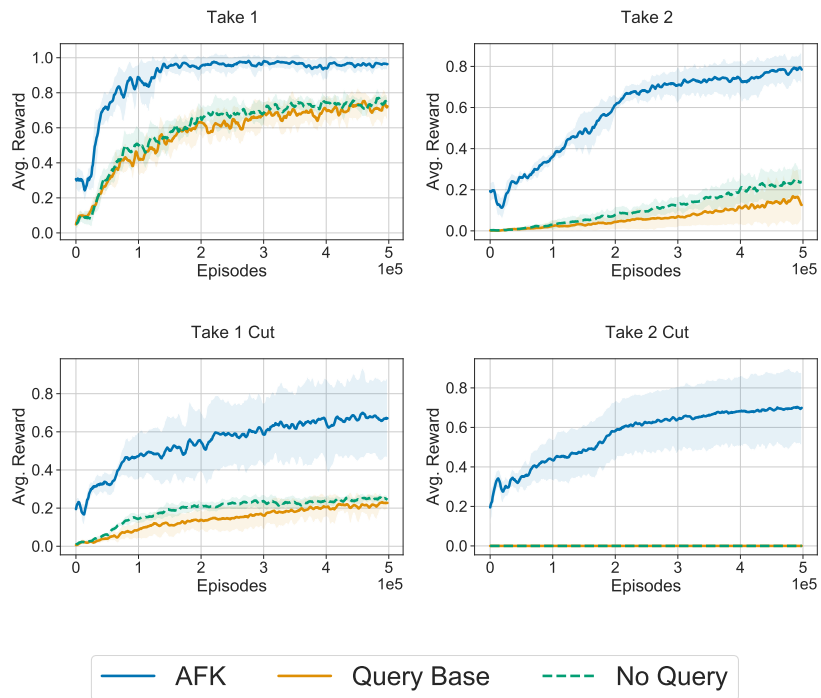 Take 1
Take 2
Avg. Reward
1.0
0.8
0.6
0.4
0.2
0.0
0 1 2 3 4 5
1e5
Episodes
Avg. Reward
0.8
0.6
0.4
0.2
0.0
0 1 2 3 4 5
1e5
Episodes
Take 1 Cut
Take 2 Cut
Avg. Reward
0.8
0.6
0.4
0.2
0.0
0 1 2 3 4 5
1e5
Episodes
Avg. Reward
0.8
0.6
0.4
0.2
0.0
0 1 2 3 4 5
1e5
Episodes
AFK Query Base No Query